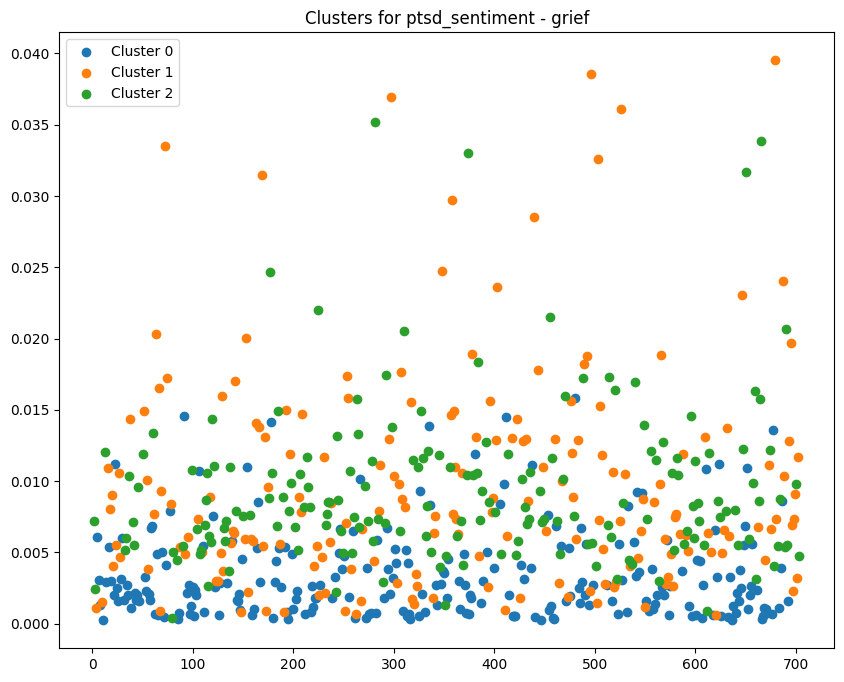 Clusters for ptsd_sentiment - grief
Cluster 0
Cluster 1
Cluster 2
0.040
0.035
0.030
0.025
0.020
0.015
0.010
0.005
0.000
0 100 200 300 400 500 600 700